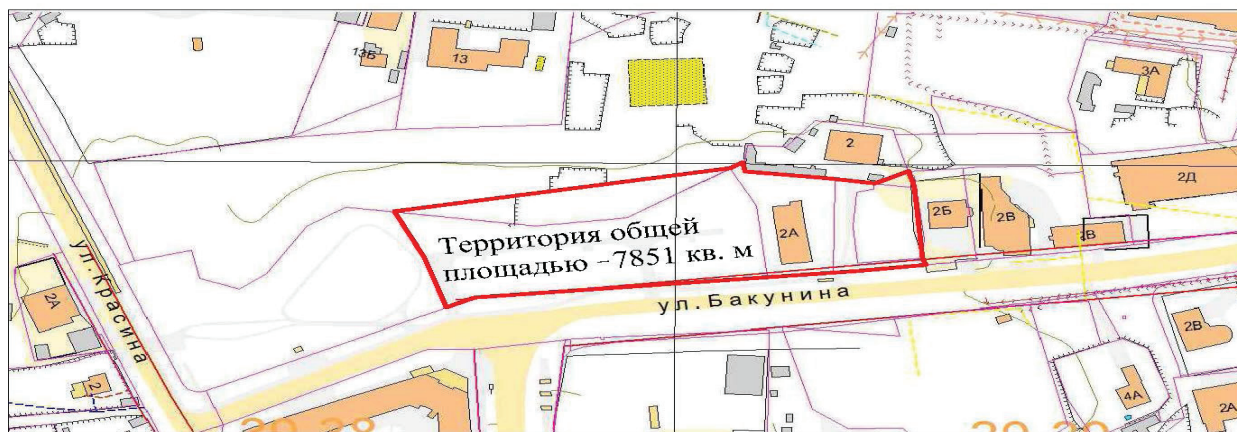 13Б
13
3А
2
2Д
2А
2Б
2В
2В
Территория общей
площадью -7851 кв. м
ул.Бакунина
ул.Красина
2А
2
2В
4А
2А